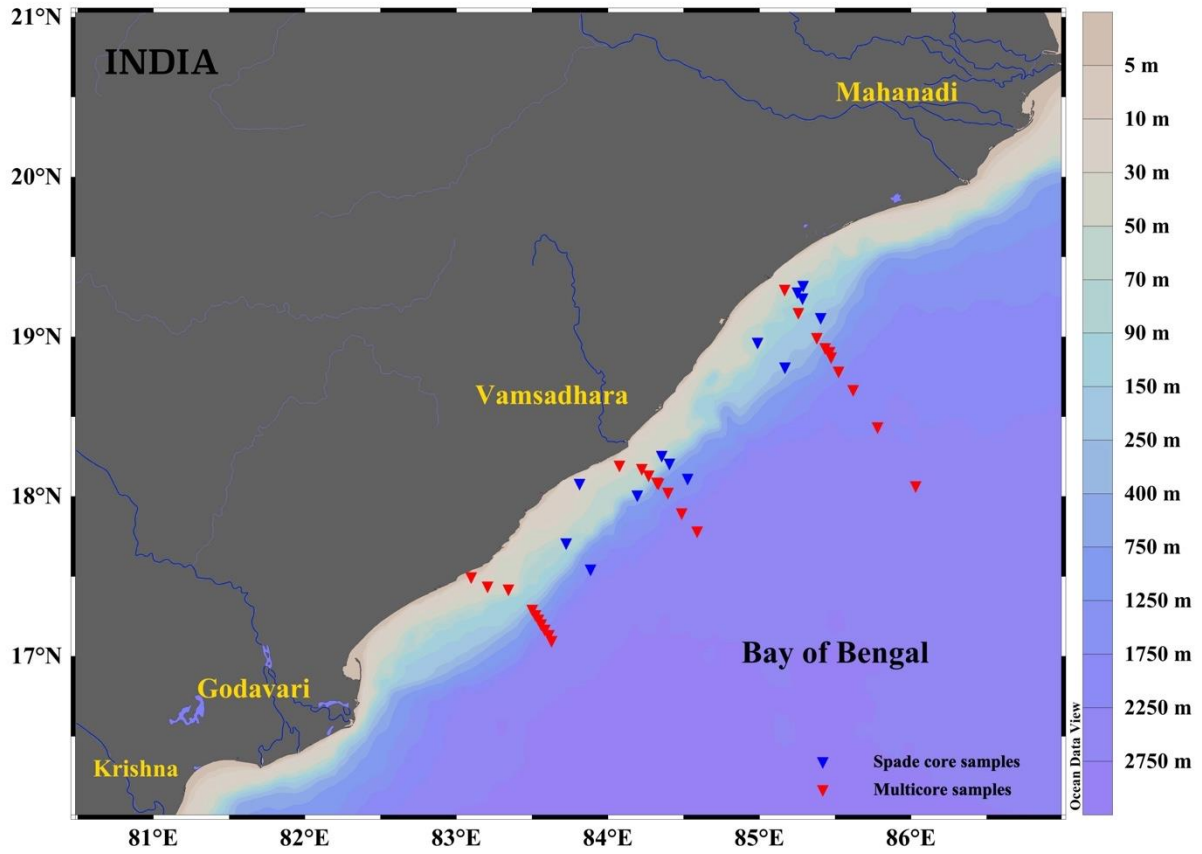 21°N
20°N
19°N
18°N
17°N
INDIA
Mahanadi
Vamsadhara
Godavari
Krishna
Bay of Bengal
Spade core samples
Multicore samples
81°E
82°E
83°E
84°E
85°E
86°E
Ocean Data View
5 m
10 m
30 m
50 m
70 m
90 m
150 m
250 m
400 m
750 m
1250 m
1750 m
2250 m
2750 m